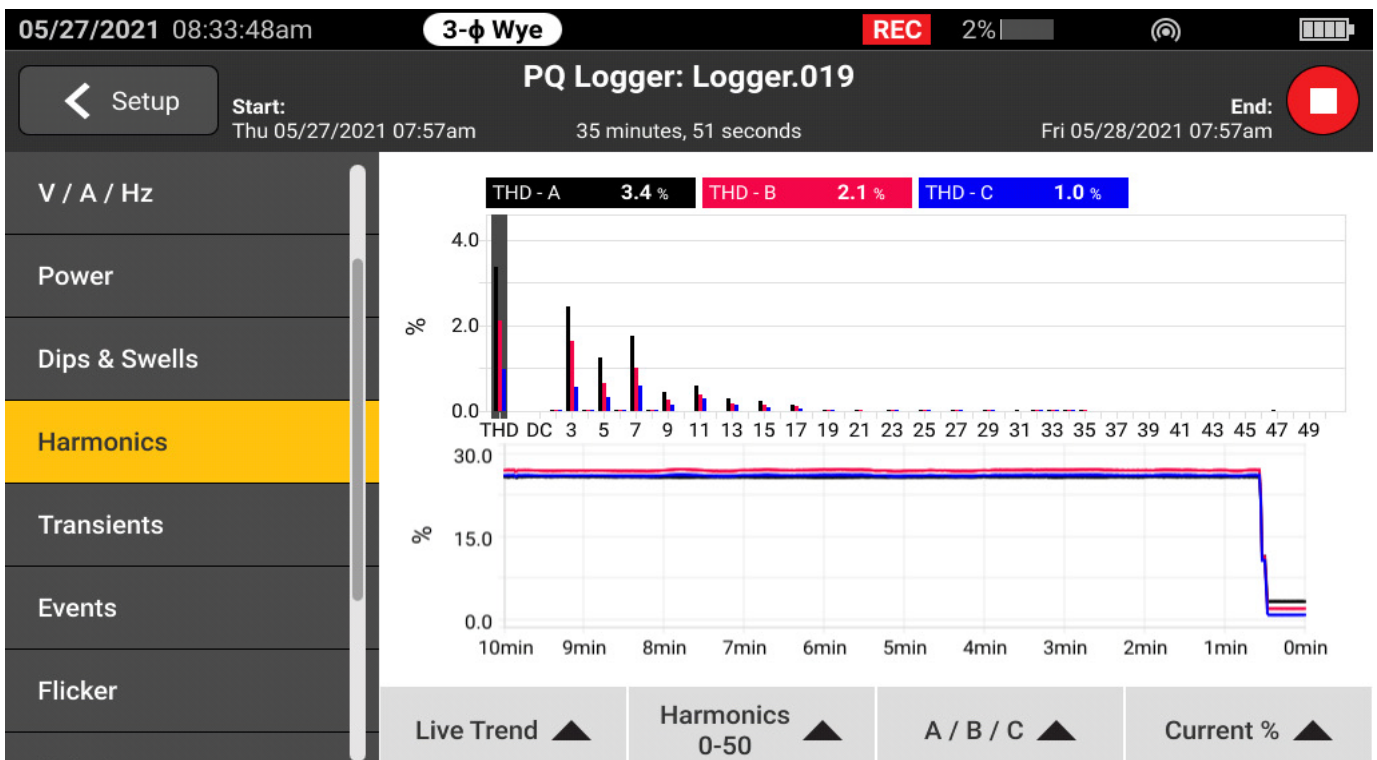 05/27/2021 08:33:48am 3-ϕ Wye REC 2%
Setup
PQ Logger: Logger.019
Start:
Thu 05/27/2021 07:57am
35 minutes, 51 seconds
End:
Fri 05/28/2021 07:57am
V / A / Hz
Power
Dips & Swells
Harmonics
Transients
Events
Flicker
THD - A 3.4 % THD - B 2.1 % THD - C 1.0 %
4.0
%
2.0
0.0
THD DC 3 5 7 9 11 13 15 17 19 21 23 25 27 29 31 33 35 37 39 41 43 45 47 49
30.0
%
15.0
0.0
10min 9min 8min 7min 6min 5min 4min 3min 2min 1min 0min
Live Trend
Harmonics
0-50
A / B / C
Current %